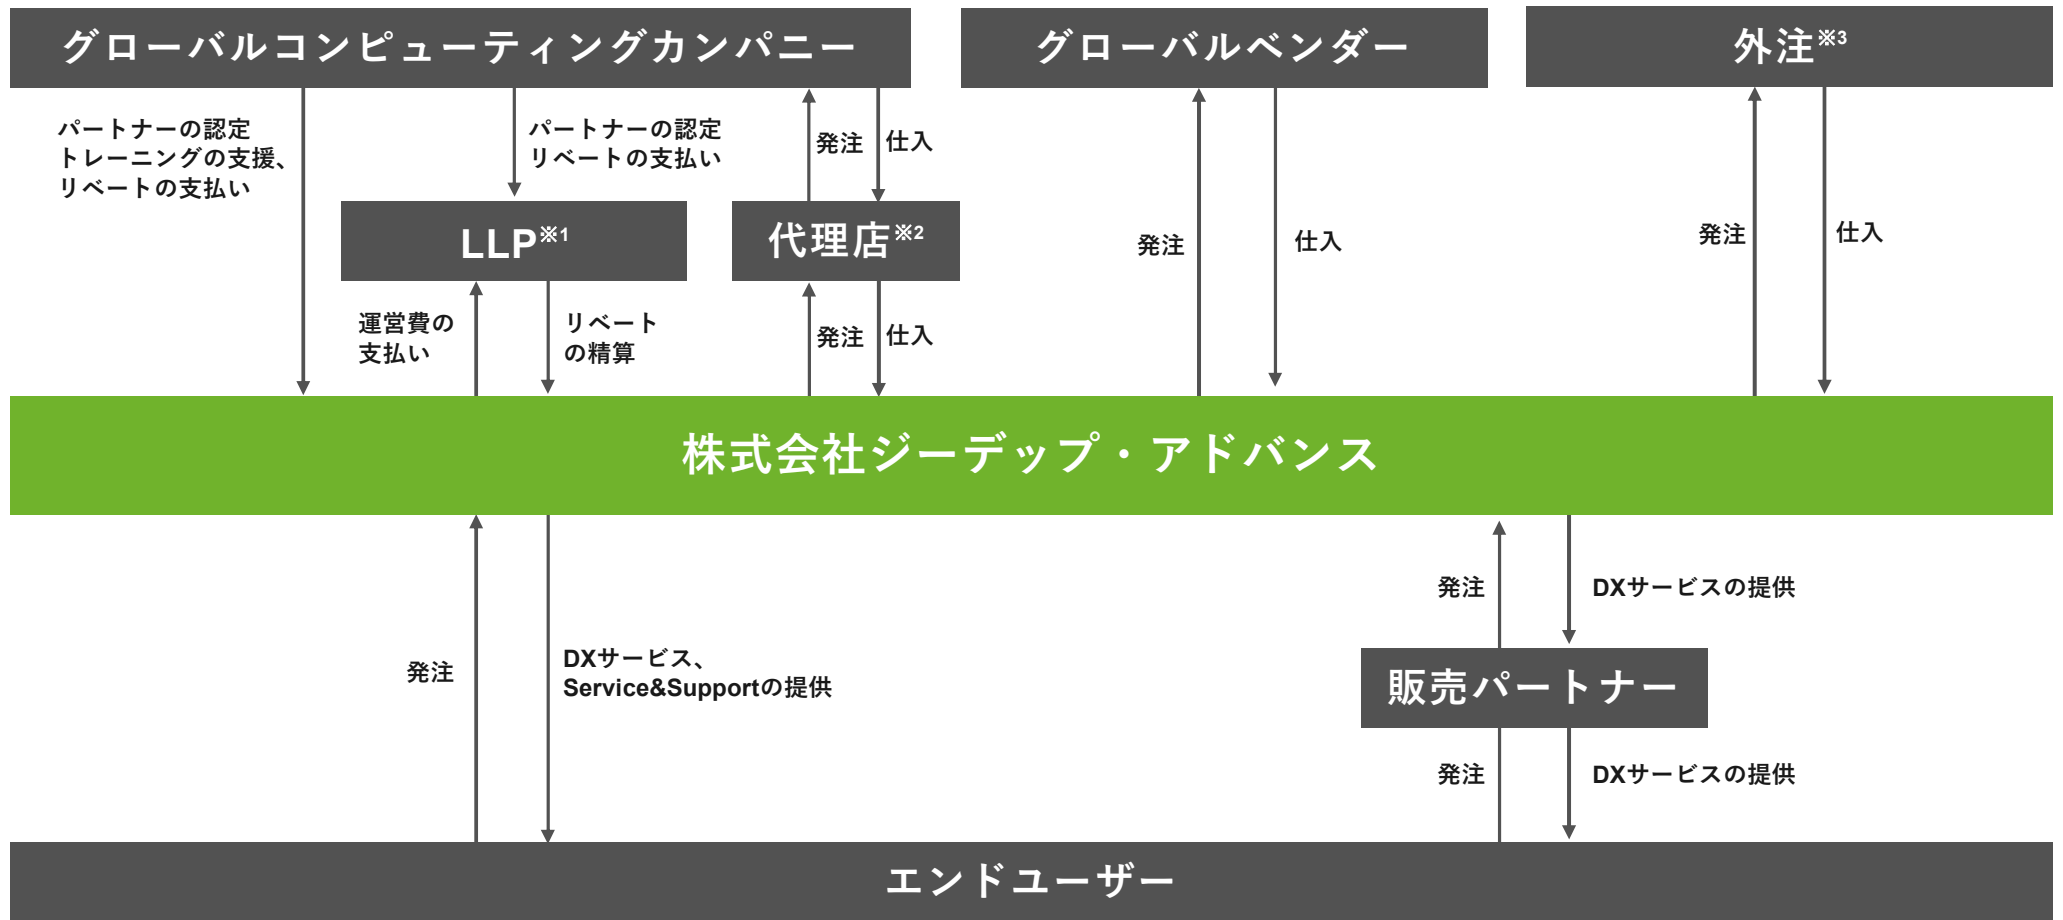 グローバルコンピューティングカンパニー
グローバルベンダー
外注※3
パートナーの認定
トレーニングの支援、
リベートの支払い
パートナーの認定
リベートの支払い
発注
仕入
LLP※1
代理店※2
発注
仕入
発注
仕入
運営費の
支払い
リベート
の精算
発注
仕入
株式会社ジーデップ・アドバンス
発注
DXサービス、
Service&Supportの提供
発注
DXサービスの提供
販売パートナー
発注
DXサービスの提供
エンドユーザー